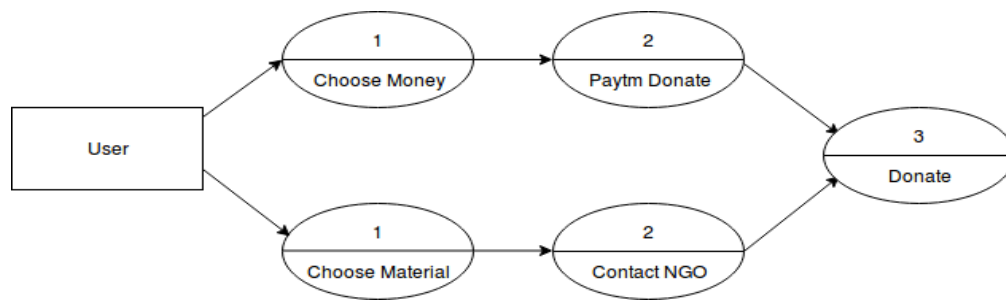 1
Choose Money
2
Paytm Donate
User
3
Donate
1
Choose Material
2
Contact NGO